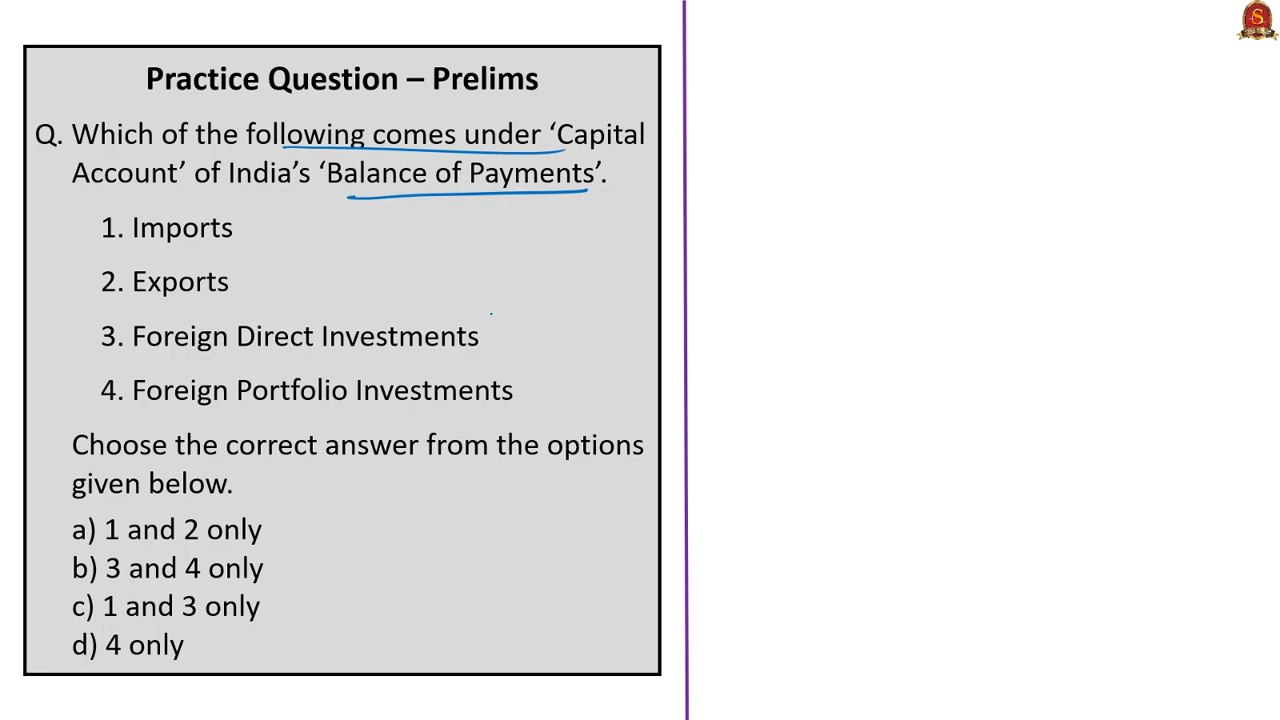 Practice Question – Prelims
Q. Which of the following comes under ‘Capital
Account’ of India’s ‘Balance of Payments’.
1. Imports
2. Exports
3. Foreign Direct Investments
4. Foreign Portfolio Investments
Choose the correct answer from the options
given below.
a) 1 and 2 only
b) 3 and 4 only
c) 1 and 3 only
d) 4 only
S